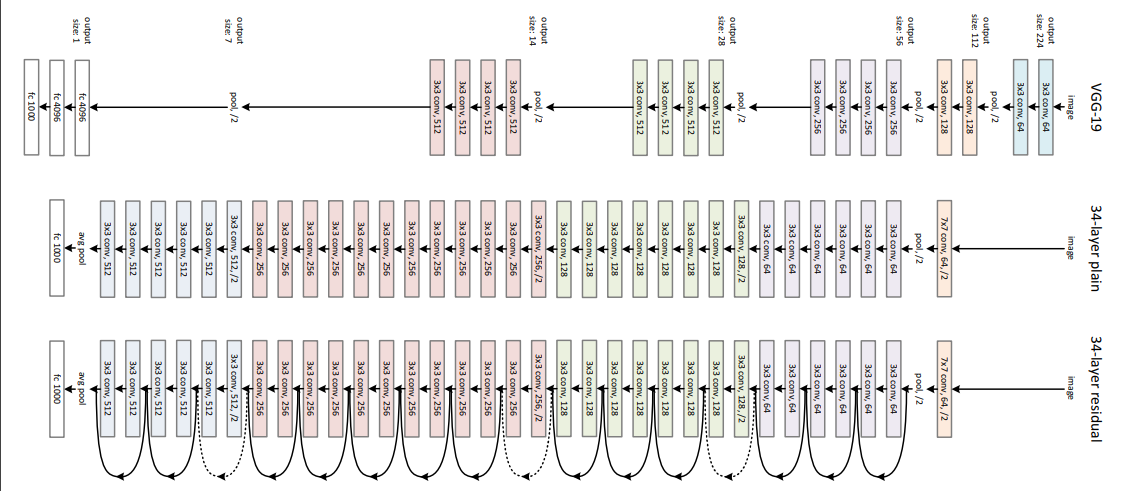 output
size: 224
output
size: 112
output
size: 56
output
size: 28
output
size: 14
output
size: 7
output
size: 1
VGG-19
image
3x3 conv, 64
3x3 conv, 64
pool, /2
3x3 conv, 128
3x3 conv, 128
pool, /2
3x3 conv, 256
3x3 conv, 256
3x3 conv, 256
3x3 conv, 256
pool, /2
3x3 conv, 512
3x3 conv, 512
3x3 conv, 512
3x3 conv, 512
pool, /2
3x3 conv, 512
3x3 conv, 512
3x3 conv, 512
3x3 conv, 512
pool, /2
fc 4096
fc 4096
fc 1000
34-layer plain
image
7x7 conv, 64, /2
pool, /2
3x3 conv, 64
3x3 conv, 64
3x3 conv, 64
3x3 conv, 64
3x3 conv, 64
3x3 conv, 64
3x3 conv, 128, /2
3x3 conv, 128
3x3 conv, 128
3x3 conv, 128
3x3 conv, 128
3x3 conv, 128
3x3 conv, 128
3x3 conv, 128
3x3 conv, 256, /2
3x3 conv, 256
3x3 conv, 256
3x3 conv, 256
3x3 conv, 256
3x3 conv, 256
3x3 conv, 256
3x3 conv, 256
3x3 conv, 256
3x3 conv, 256
3x3 conv, 256
3x3 conv, 256
3x3 conv, 512, /2
3x3 conv, 512
3x3 conv, 512
3x3 conv, 512
3x3 conv, 512
3x3 conv, 512
avg pool
fc 1000
34-layer residual
image
7x7 conv, 64, /2
pool, /2
3x3 conv, 64
3x3 conv, 64
3x3 conv, 64
3x3 conv, 64
3x3 conv, 64
3x3 conv, 64
3x3 conv, 128, /2
3x3 conv, 128
3x3 conv, 128
3x3 conv, 128
3x3 conv, 128
3x3 conv, 128
3x3 conv, 128
3x3 conv, 128
3x3 conv, 256, /2
3x3 conv, 256
3x3 conv, 256
3x3 conv, 256
3x3 conv, 256
3x3 conv, 256
3x3 conv, 256
3x3 conv, 256
3x3 conv, 256
3x3 conv, 256
3x3 conv, 256
3x3 conv, 256
3x3 conv, 512, /2
3x3 conv, 512
3x3 conv, 512
3x3 conv, 512
3x3 conv, 512
3x3 conv, 512
avg pool
fc 1000